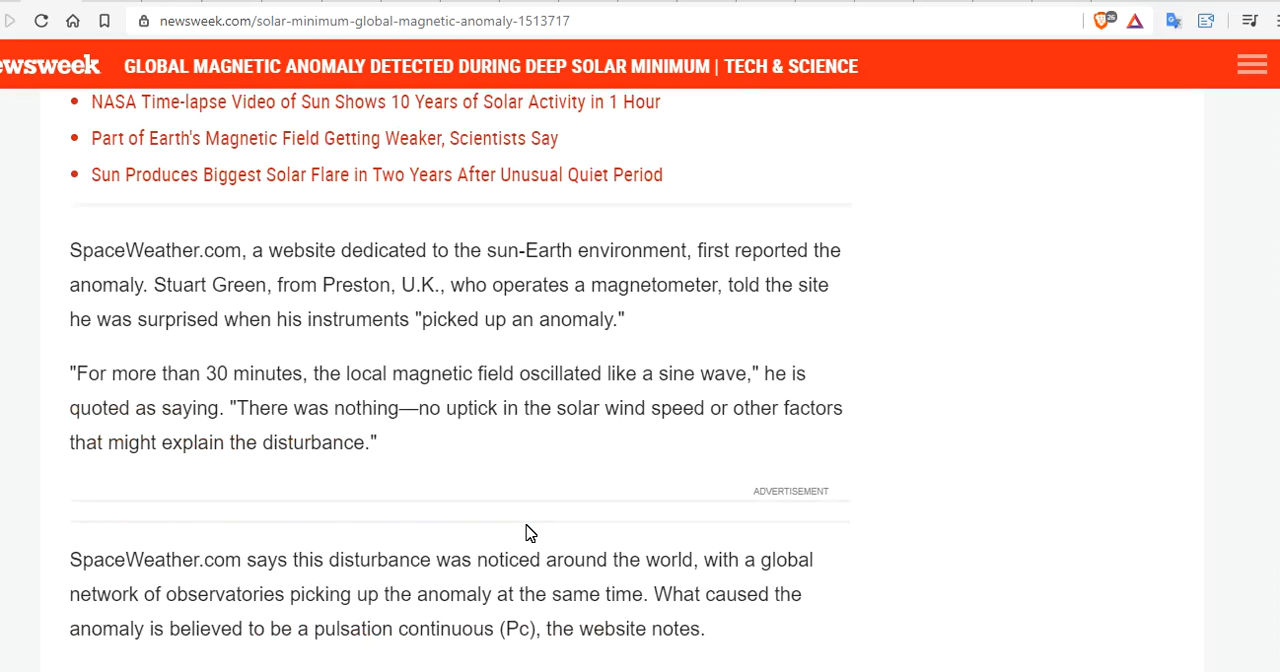 newsweek.com/solar-minimum-global-magnetic-anomaly-1513717
26
ewsweek GLOBAL MAGNETIC ANOMALY DETECTED DURING DEEP SOLAR MINIMUM | TECH & SCIENCE
• NASA Time-lapse Video of Sun Shows 10 Years of Solar Activity in 1 Hour
• Part of Earth's Magnetic Field Getting Weaker, Scientists Say
• Sun Produces Biggest Solar Flare in Two Years After Unusual Quiet Period
SpaceWeather.com, a website dedicated to the sun-Earth environment, first reported the
anomaly. Stuart Green, from Preston, U.K., who operates a magnetometer, told the site
he was surprised when his instruments "picked up an anomaly."
"For more than 30 minutes, the local magnetic field oscillated like a sine wave," he is
quoted as saying. "There was nothing—no uptick in the solar wind speed or other factors
that might explain the disturbance."
ADVERTISEMENT
SpaceWeather.com says this disturbance was noticed around the world, with a global
network of observatories picking up the anomaly at the same time. What caused the
anomaly is believed to be a pulsation continuous (Pc), the website notes.